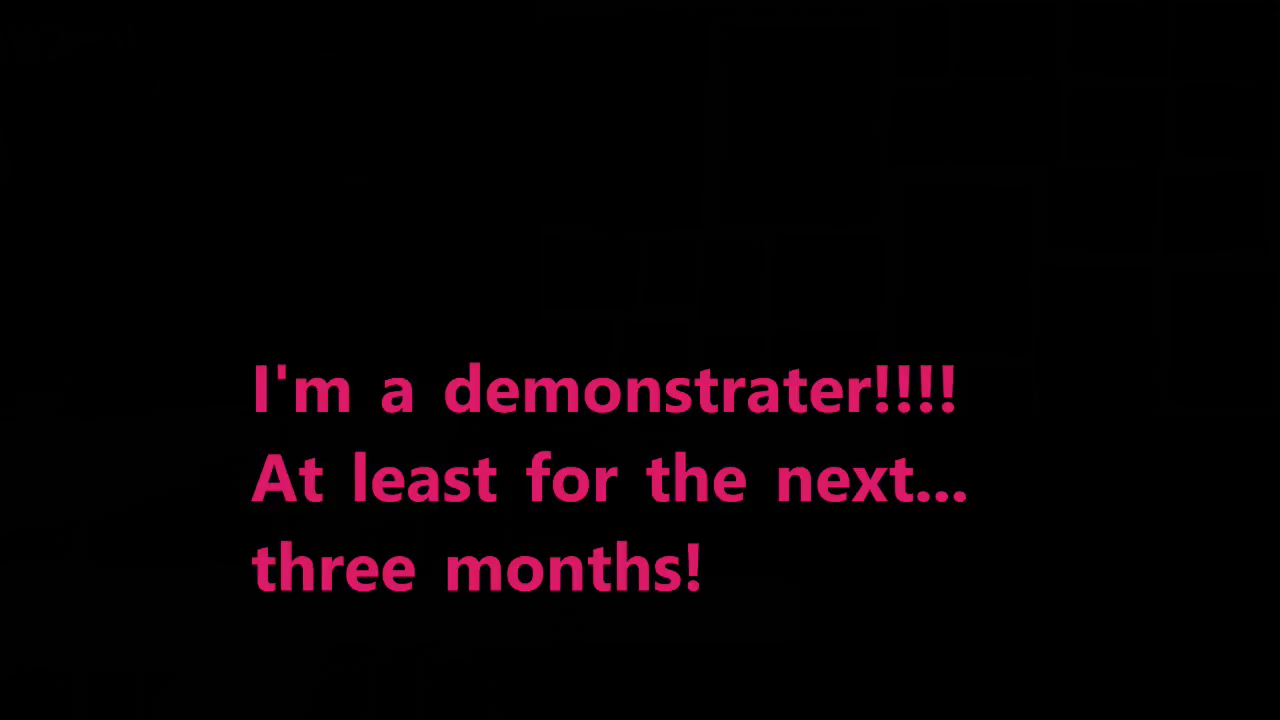 I'm a demonstrater!!!!
At least for the next...
three months!